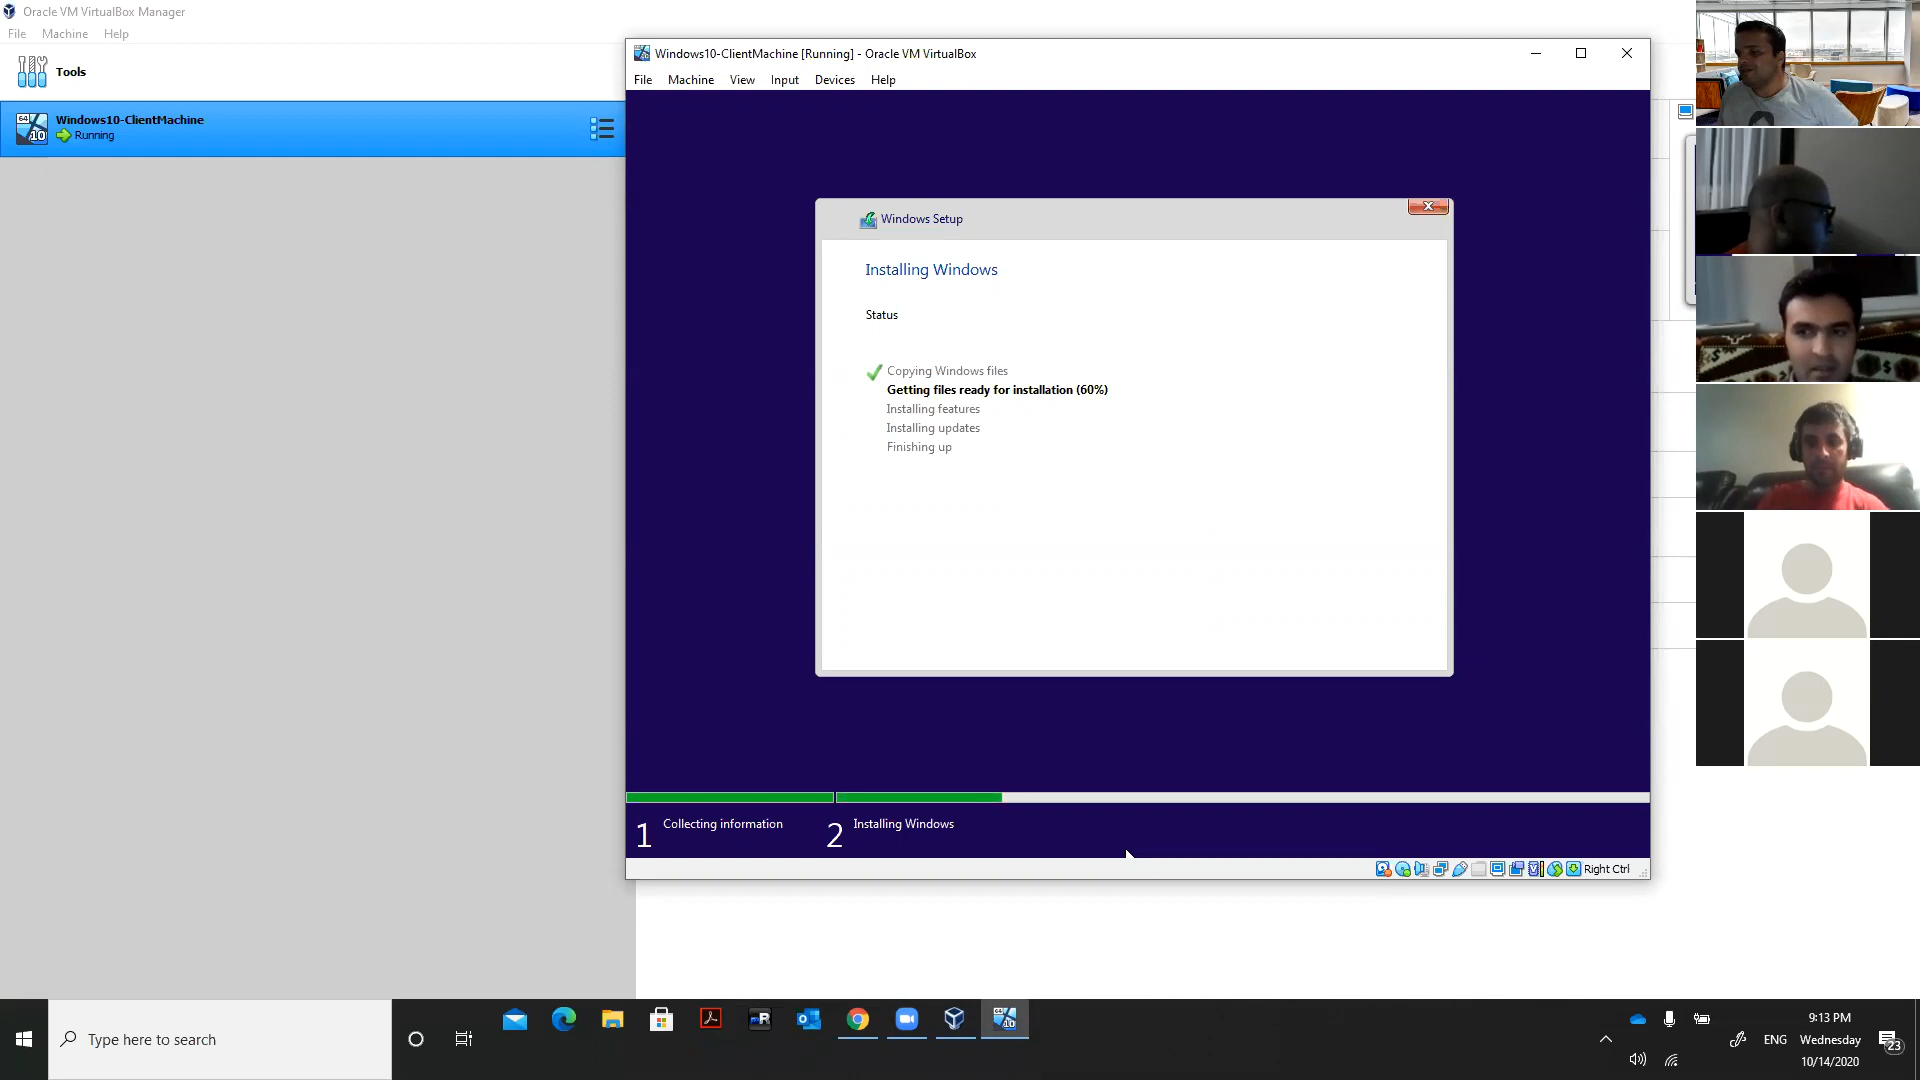 Oracle VM VirtualBox Manager
File Machine Help
Tools
64
10
Windows10-ClientMachine
Running
Windows10-ClientMachine [Running] - Oracle VM VirtualBox
File Machine View Input Devices Help
Windows Setup
Installing Windows
Status
Copying Windows files
Getting files ready for installation (60%)
Installing features
Installing updates
Finishing up
1 Collecting information
2 Installing Windows
Right Ctrl
Type here to search
ENG
9:13 PM
Wednesday
10/14/2020
23